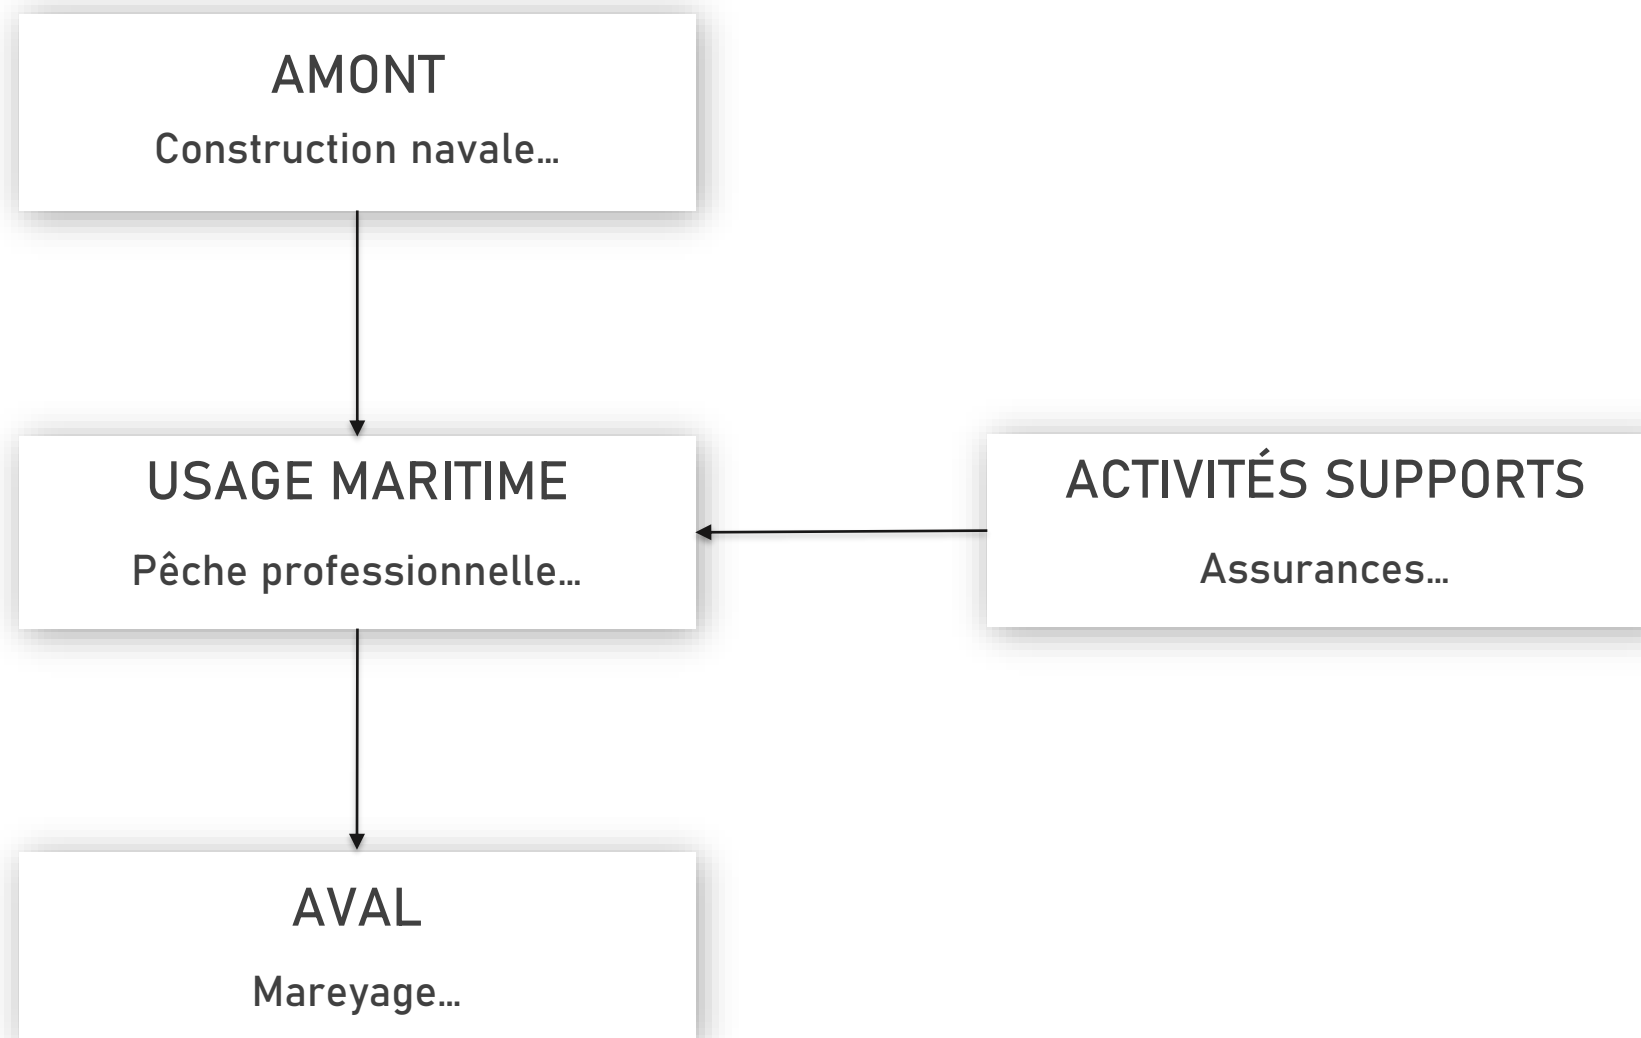 AMONT
Construction navale...
USAGE MARITIME
Pêche professionnelle...
ACTIVITÉS SUPPORTS
Assurances...
AVAL
Mareyage...